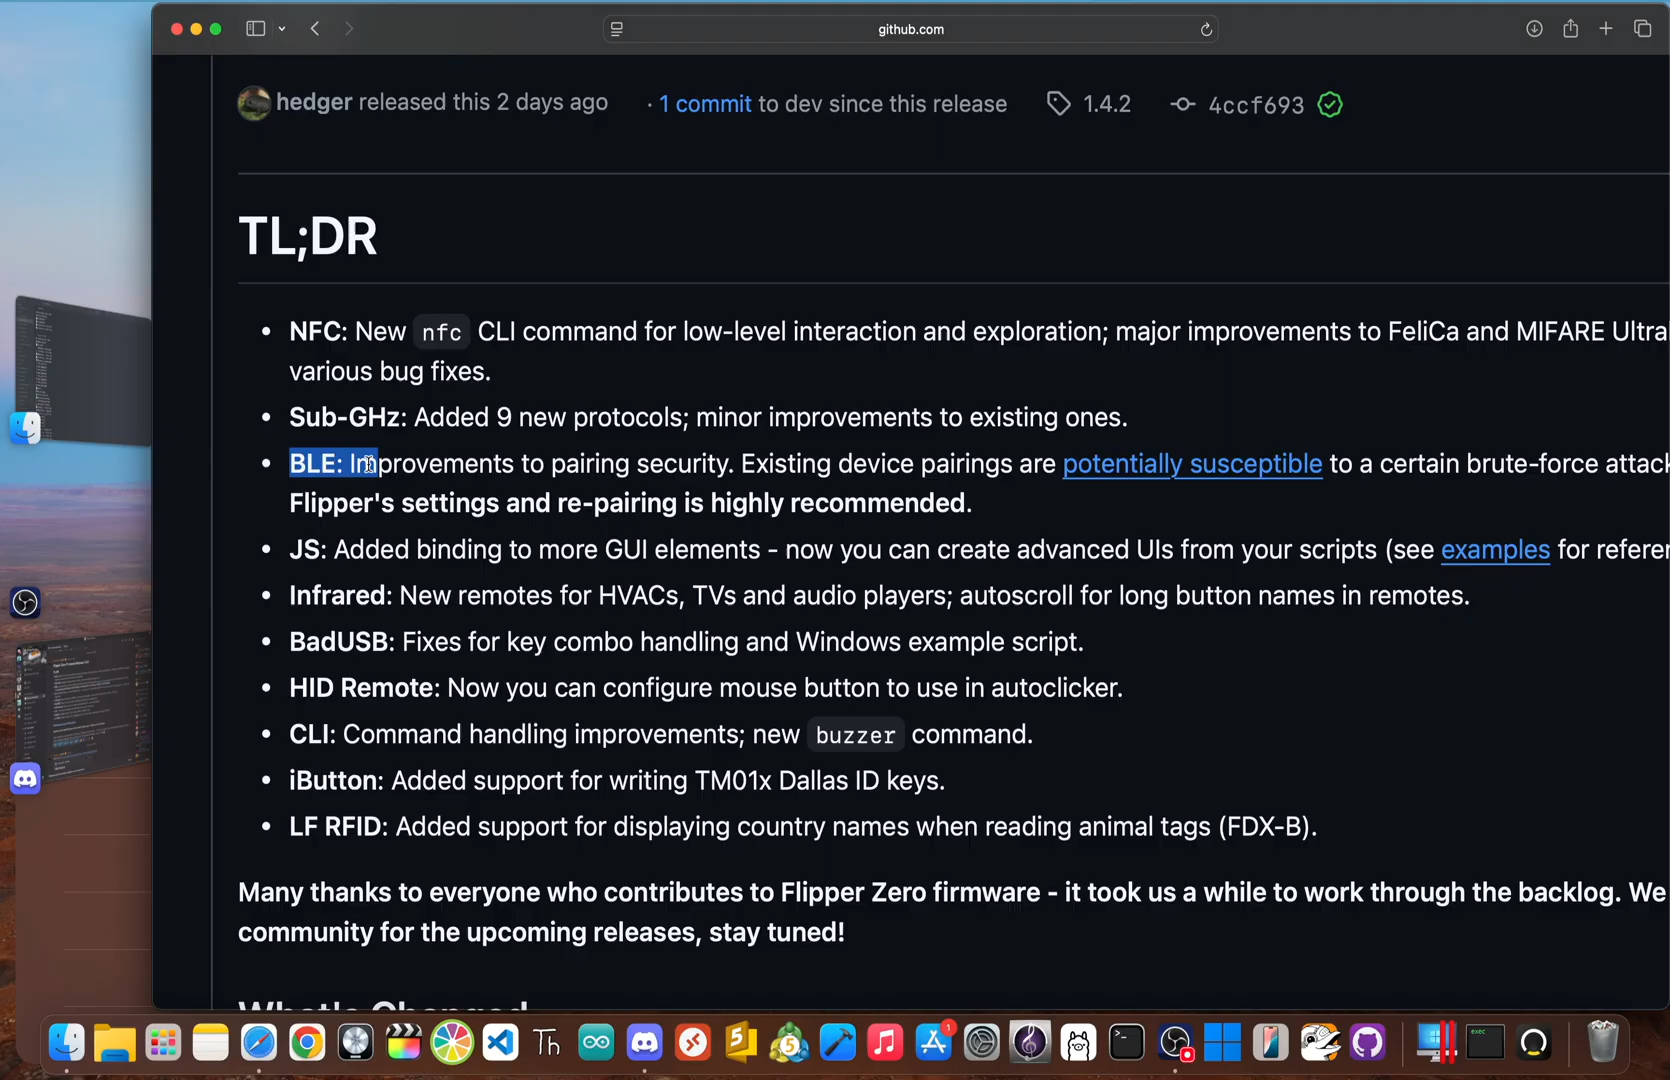 github.com
hedger released this 2 days ago · 1 commit to dev since this release 1.4.2 4ccf693
TL;DR
• NFC: New nfc CLI command for low-level interaction and exploration; major improvements to FeliCa and MIFARE Ultra
various bug fixes.
• Sub-GHz: Added 9 new protocols; minor improvements to existing ones.
• BLE: Improvements to pairing security. Existing device pairings are potentially susceptible to a certain brute-force attack
Flipper's settings and re-pairing is highly recommended.
• JS: Added binding to more GUI elements - now you can create advanced UIs from your scripts (see examples for refere
• Infrared: New remotes for HVACs, TVs and audio players; autoscroll for long button names in remotes.
• BadUSB: Fixes for key combo handling and Windows example script.
• HID Remote: Now you can configure mouse button to use in autoclicker.
• CLI: Command handling improvements; new buzzer command.
• iButton: Added support for writing TM01x Dallas ID keys.
• LF RFID: Added support for displaying country names when reading animal tags (FDX-B).
Many thanks to everyone who contributes to Flipper Zero firmware - it took us a while to work through the backlog. We
community for the upcoming releases, stay tuned!
What's Changed
Th 5 5 1 exec